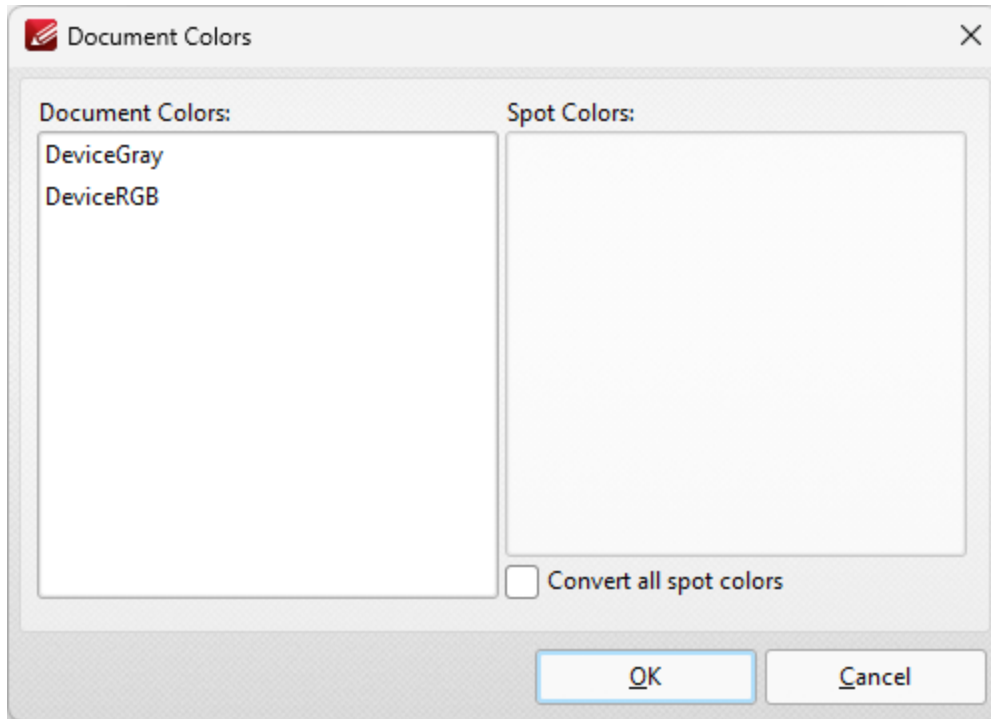 Document Colors
Document Colors:
Spot Colors:
DeviceGray
DeviceRGB
Convert all spot colors
OK
Cancel